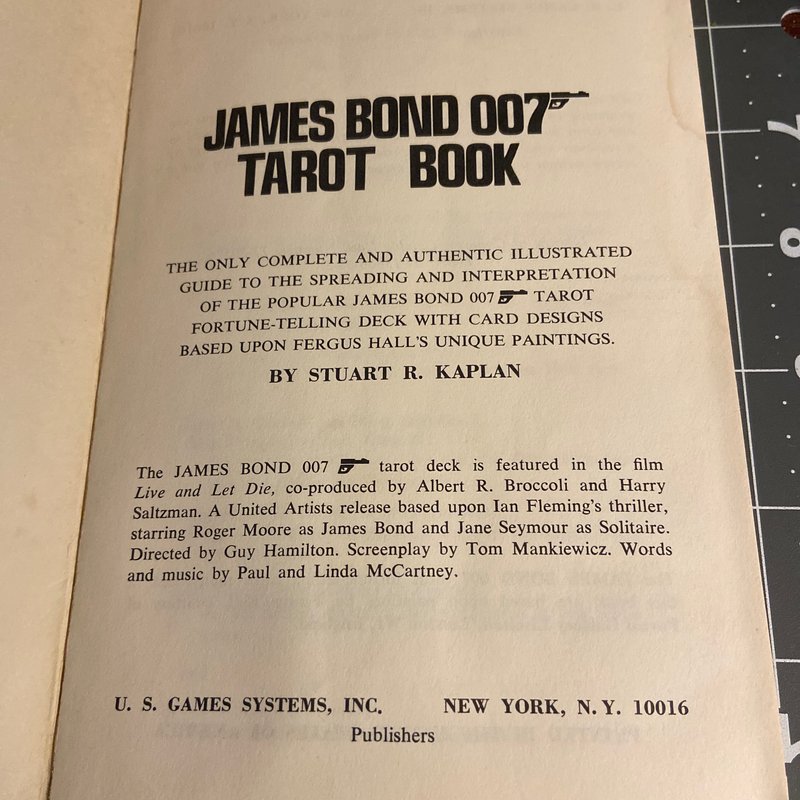 JAMES BOND 007
TAROT BOOK
THE ONLY COMPLETE AND AUTHENTIC ILLUSTRATED
GUIDE TO THE SPREADING AND INTERPRETATION
OF THE POPULAR JAMES BOND 007 TAROT
FORTUNE-TELLING DECK WITH CARD DESIGNS
BASED UPON FERGUS HALL'S UNIQUE PAINTINGS.
BY STUART R. KAPLAN
The JAMES BOND 007 tarot deck is featured in the film
Live and Let Die, co-produced by Albert R. Broccoli and Harry
Saltzman. A United Artists release based upon Ian Fleming's thriller,
starring Roger Moore as James Bond and Jane Seymour as Solitaire.
Directed by Guy Hamilton. Screenplay by Tom Mankiewicz. Words
and music by Paul and Linda McCartney.
U. S. GAMES SYSTEMS, INC. NEW YORK, N. Y. 10016
Publishers